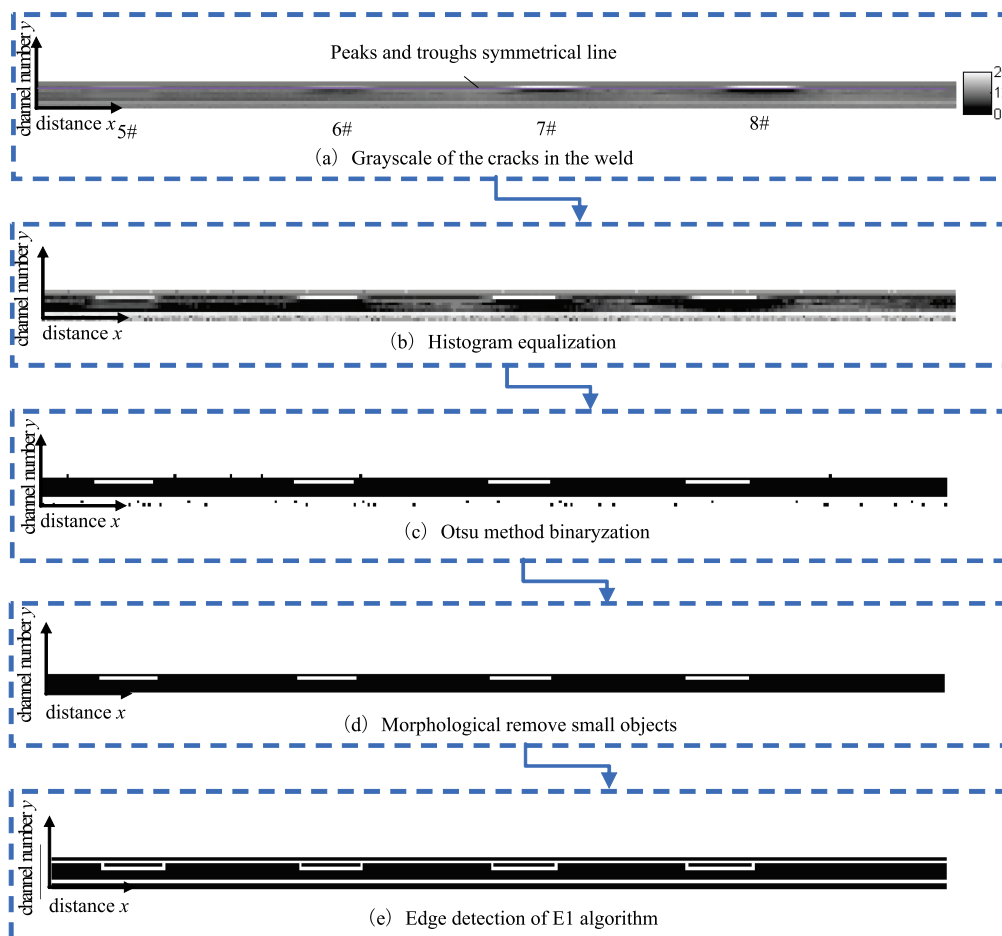 channel number y
Peaks and troughs symmetrical line
2
1
0
distance x
5#
6#
7#
8#
(a) Grayscale of the cracks in the weld
channel number y
distance x
(b) Histogram equalization
channel number y
distance x
(c) Otsu method binaryzation
channel number y
distance x
(d) Morphological remove small objects
channel number y
distance x
(e) Edge detection of E1 algorithm